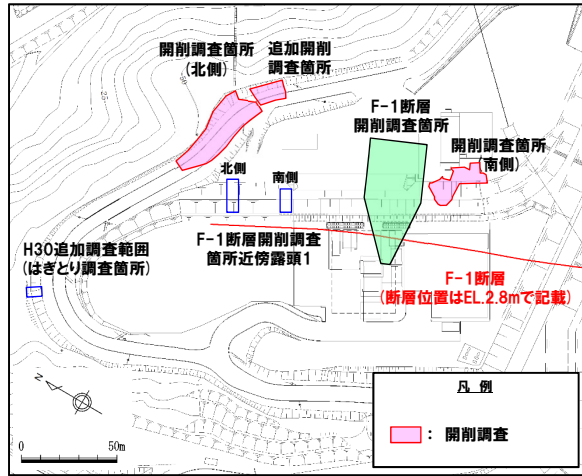 開削調査箇所
(北側)
追加開削
調査箇所
F-1断層
開削調査箇所
開削調査箇所
(南側)
北側
南側
H30追加調査範囲
(はぎとり調査箇所)
F-1断層開削調査
箇所近傍露頭1
F-1断層
(断層位置はEL.2.8mで記載)
N
0 50m
凡 例
: 開削調査